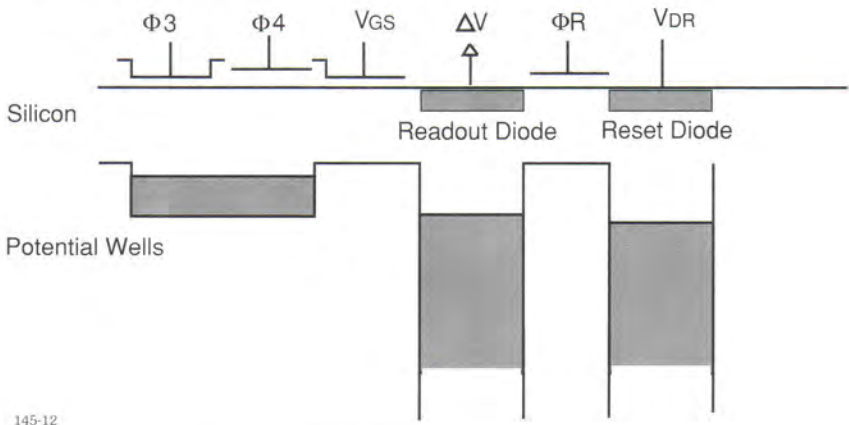 Φ3 Φ4 VGS ΔV ΦR VDR
Silicon
Readout Diode Reset Diode
Potential Wells
145-12